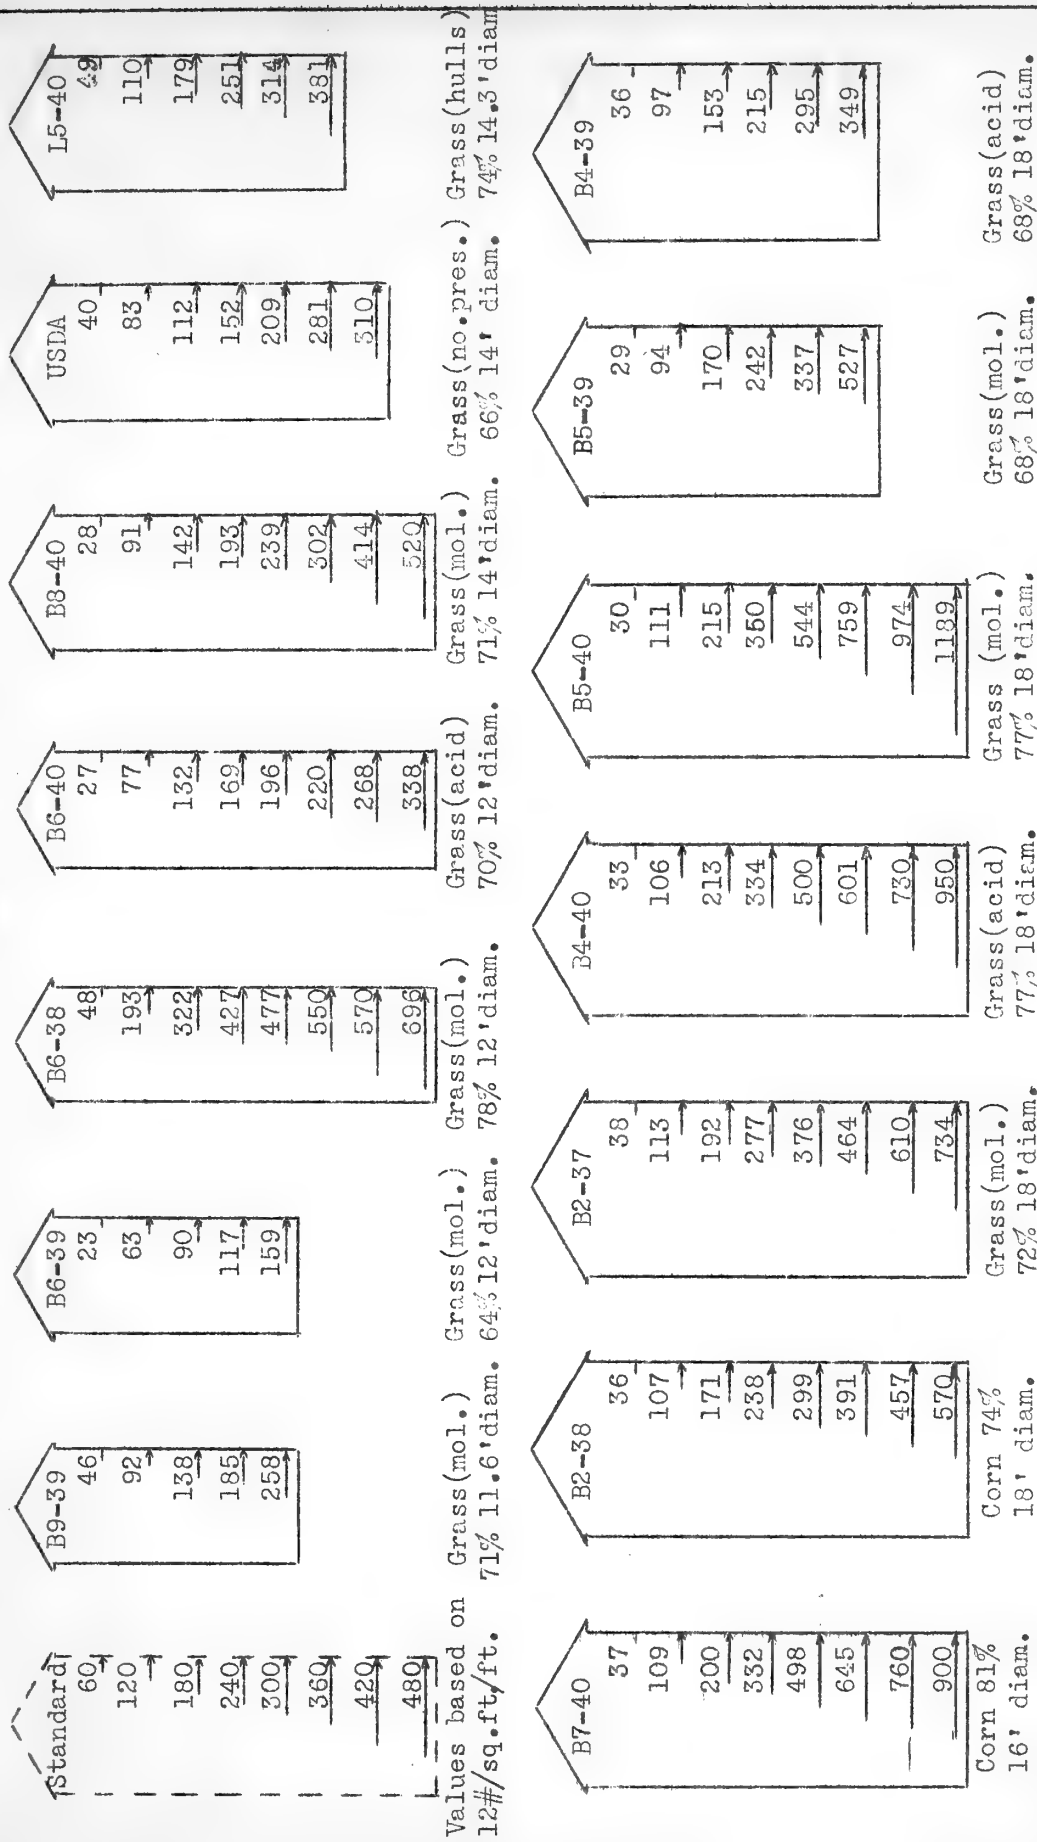 Standard
60
120
180
240
300
360
420
480
Values based on
12#/sq.ft/ft.
B9-39
46
92
138
185
258
Grass(mol.)
71% 11.6'diam.
B6-39
23
63
90
117
159
Grass(mol.)
64% 12'diam.
B6-38
48
193
322
427
477
550
570
696
Grass(mol.)
78% 12'diam.
B6-40
27
77
132
169
196
220
268
338
Grass(acid)
70% 12'diam.
B8-40
28
91
142
193
239
302
414
520
Grass(mol.)
71% 14'diam.
USDA
40
83
112
152
209
281
310
Grass(no.pres.)
66% 14' diam.
L5-40
49
110
179
251
314
381
Grass(hulls)
74% 14.3'diam
B7-40
37
109
200
332
498
645
760
900
Corn 81%
16' diam.
B2-38
36
107
171
238
299
391
457
570
Corn 74%
18' diam.
B2-37
38
113
192
277
376
464
610
734
Grass(mol.)
72% 18'diam.
B4-40
33
106
213
334
500
601
730
950
Grass(acid)
77% 18'diam.
B5-40
30
111
215
350
544
759
974
1189
Grass (mol.)
77% 18'diam.
B5-39
29
94
170
242
337
527
Grass(mol.)
68% 18'diam.
B4-39
36
97
153
215
295
349
Grass(acid)
68% 18'diam.